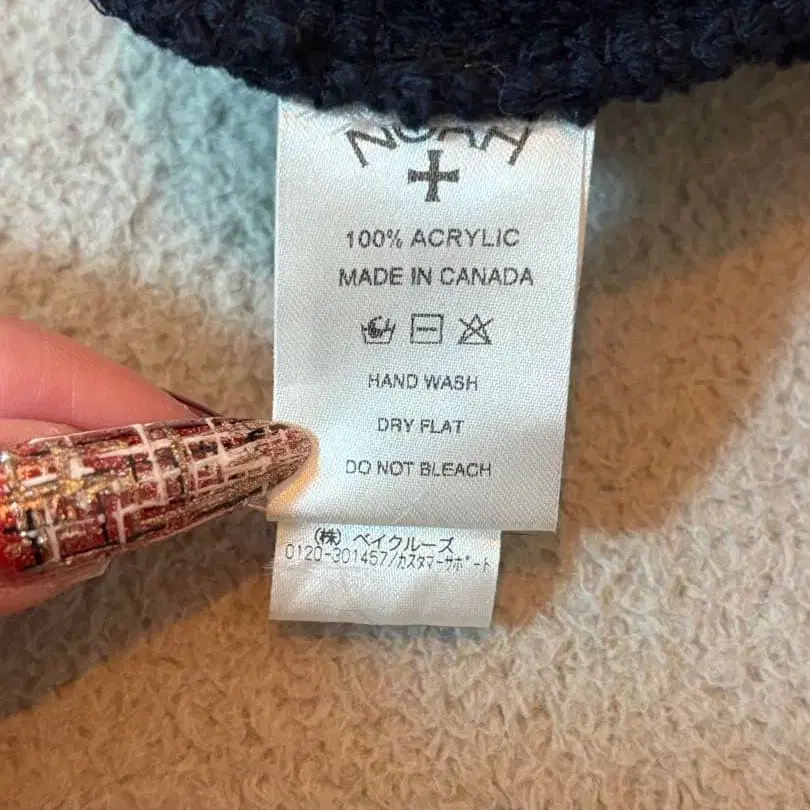 NOAH
100% ACRYLIC
MADE IN CANADA
HAND WASH
DRY FLAT
DO NOT BLEACH
(株) ベイクルーズ
0120-301457/カスタマーサポート